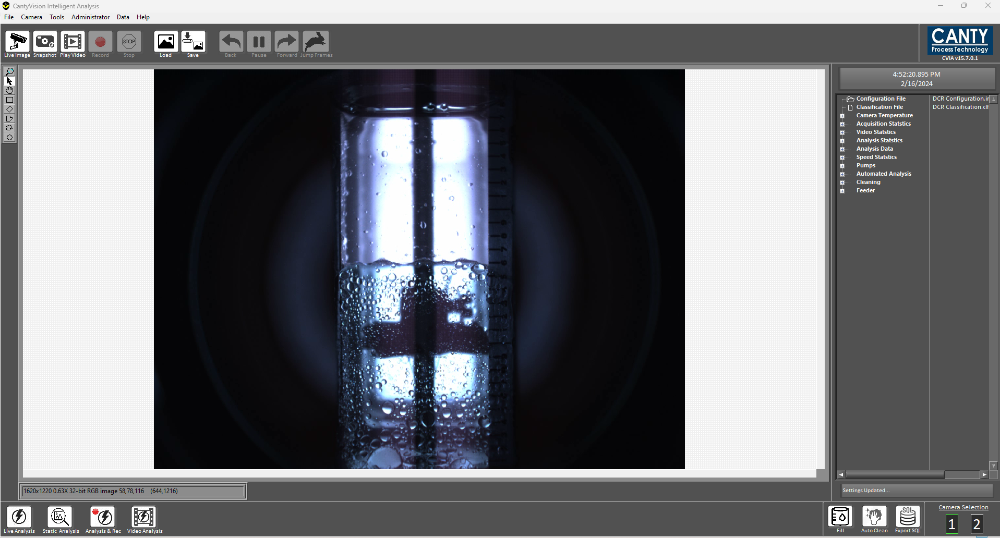 CantyVision Intelligent Analysis
File Camera Tools Administrator Data Help
Live Image Snapshot Play Video Record Stop Load Save Back Pause Forward Jump Frames
STOP
CANTY
Process Technology
CVIA v15.7.0.1
4:52:20.895 PM
2/16/2024
Configuration File DCR Configuration.ir
Classification File DCR Classification.clf
Camera Temperature
Acquisition Statstics
Video Statstics
Analysis Statstics
Analysis Data
Speed Statstics
Pumps
Automated Analysis
Cleaning
Feeder
1620x1220 0.63X 32-bit RGB image 58,78,116 (644,1216)
Settings Updated...
Live Analysis Static Analysis Analysis & Rec Video Analysis
Fill Auto Clean Export SQL
SQL
Camera Selection
1 2